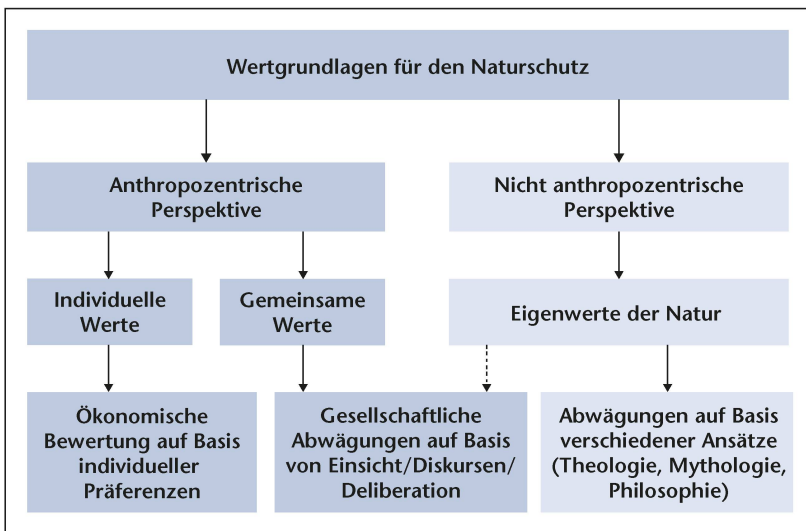 Wertgrundlagen für den Naturschutz
Anthropozentrische
Perspektive
Nicht anthropozentrische
Perspektive
Individuelle
Werte
Gemeinsame
Werte
Eigenwerte der Natur
Ökonomische
Bewertung auf Basis
individueller
Präferenzen
Gesellschaftliche
Abwägungen auf Basis
von Einsicht/Diskursen/
Deliberation
Abwägungen auf Basis
verschiedener Ansätze
(Theologie, Mythologie,
Philosophie)